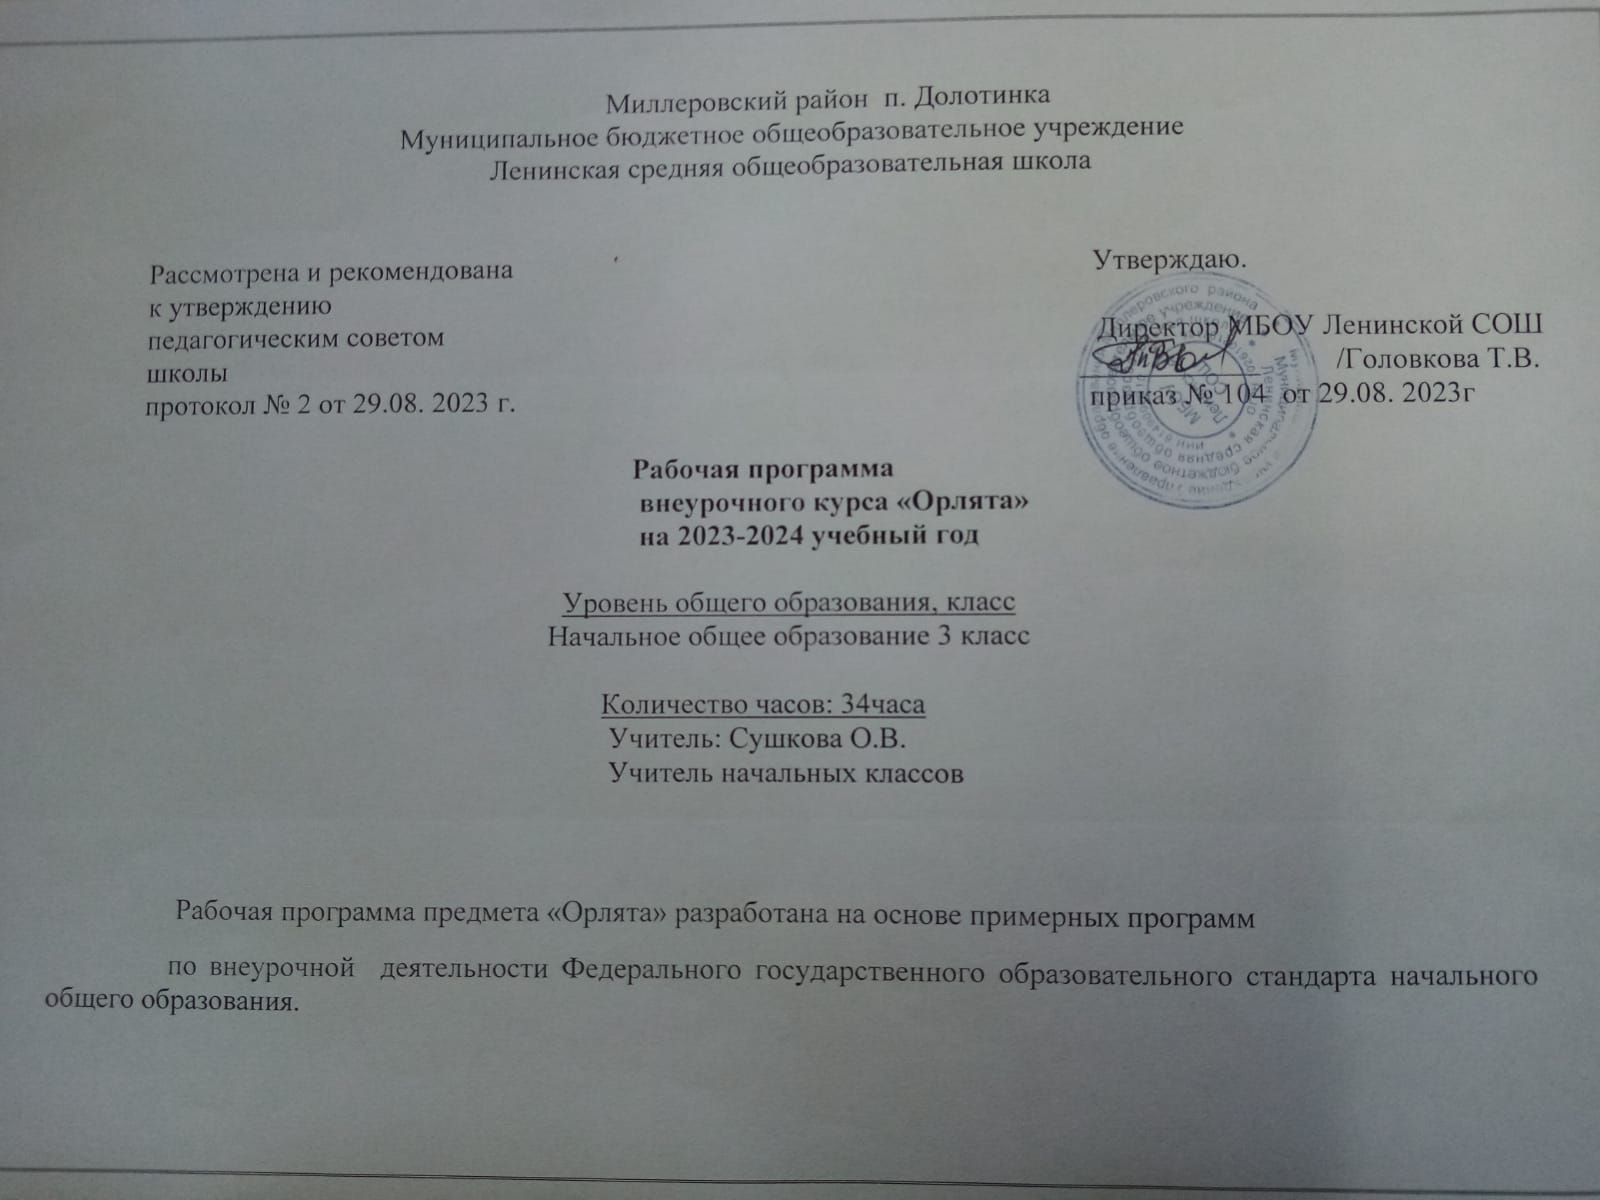 Миллеровский район  п. Долотинка
Муниципальное бюджетное общеобразовательное учреждение
Ленинская средняя общеобразовательная школа
Рассмотрена и рекомендована
к утверждению
педагогическим советом
школы
протокол № 2 от 29.08. 2023 г.
Утверждаю.
Директор МБОУ Ленинской СОШ
/Головкова Т.В.
приказ № 104  от 29.08. 2023г
Рабочая программа
внеурочного курса «Орлята»
на 2023-2024 учебный год
Уровень общего образования, класс
Начальное общее образование 3 класс
Количество часов: 34часа
Учитель: Сушкова О.В.
Учитель начальных классов
Рабочая программа предмета «Орлята» разработана на основе примерных программ
по внеурочной  деятельности Федерального государственного образовательного стандарта начального
общего образования.